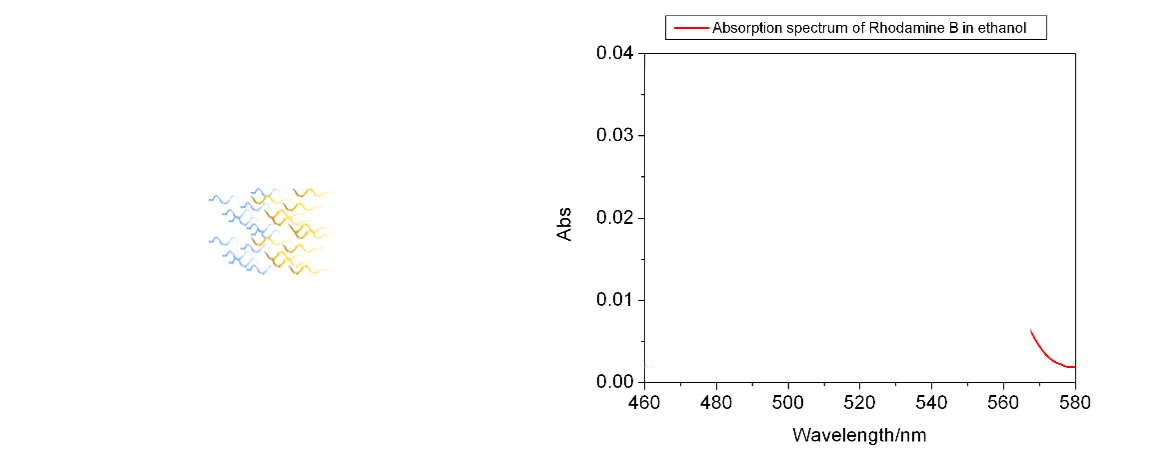 Absorption spectrum of Rhodamine B in ethanol
0.04
0.03
0.02
0.01
0.00
Abs
460 480 500 520 540 560 580
Wavelength/nm